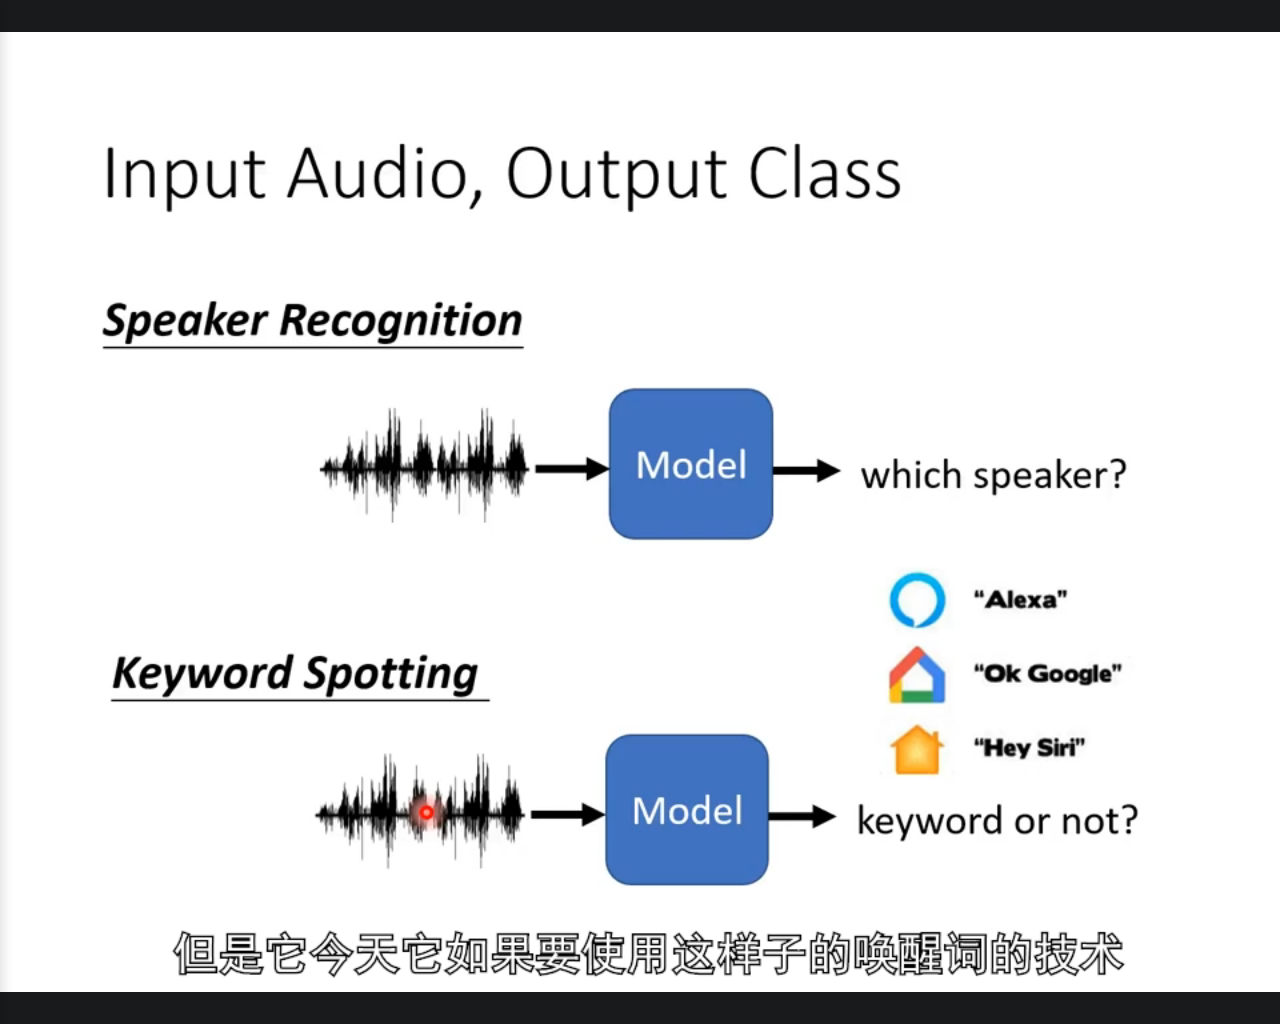 Input Audio, Output Class
Speaker Recognition
Model
which speaker?
“Alexa”
“Ok Google”
“Hey Siri”
Keyword Spotting
Model
keyword or not?
但是它今天它如果要使用这样子的唤醒词的技术